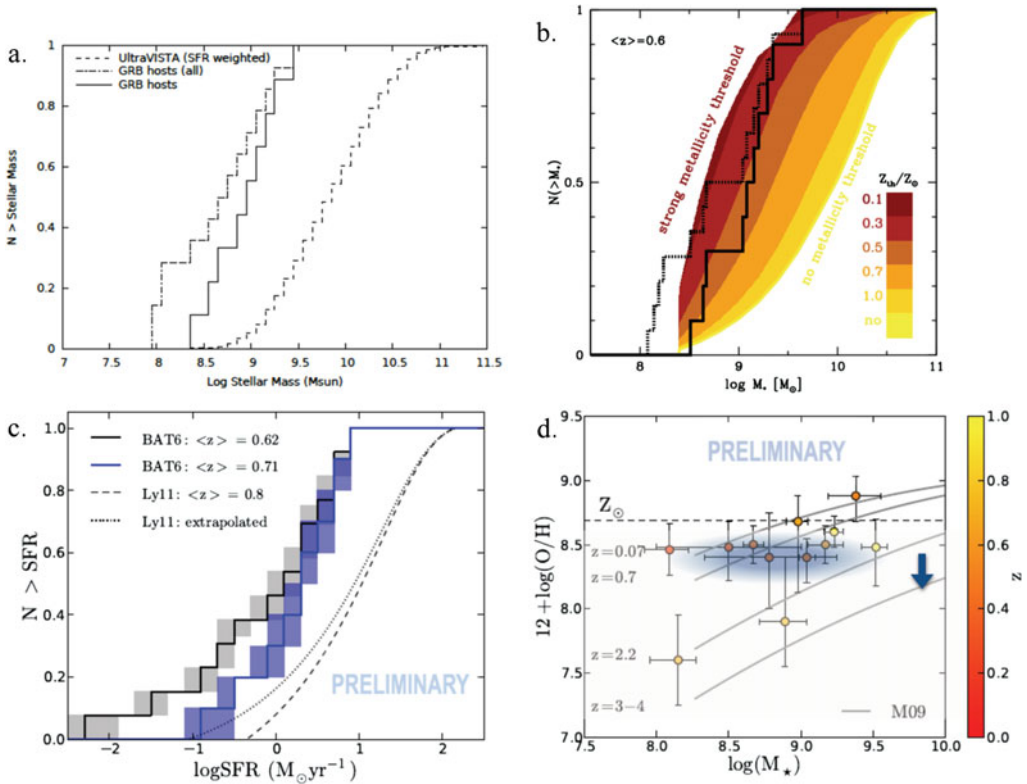 a.
UltraVISTA (SFR weighted)
GRB hosts (all)
GRB hosts
N > Stellar Mass
1
0.8
0.6
0.4
0.2
0
7 7.5 8 8.5 9 9.5 10 10.5 11 11.5
Log Stellar Mass (Msun)
b.
<z>=0.6
strong metallicity threshold
no metallicity threshold
Zth/Z⊙
0.1
0.3
0.5
0.7
1.0
no
N(>M*)
1
0.5
0
8 9 10 11
log M* [M⊙]
c.
BAT6: <z> = 0.62
BAT6: <z> = 0.71
Ly11: <z> = 0.8
Ly11: extrapolated
PRELIMINARY
N > SFR
1.0
0.8
0.6
0.4
0.2
0.0
−2 −1 0 1 2
logSFR (M⊙yr⁻¹)
d.
PRELIMINARY
Z⊙
z=0.07
z=0.7
z=2.2
z=3−4
M09
12+log(O/H)
9.5
9.0
8.5
8.0
7.5
7.0
7.5 8.0 8.5 9.0 9.5 10.0
log(M⋆)
1.0
0.8
0.6
0.4
0.2
0.0
z